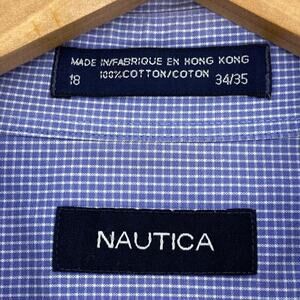 MADE IN/FABRIQUE EN HONG KONG
18 100% COTTON/COTON 34/35
NAUTICA